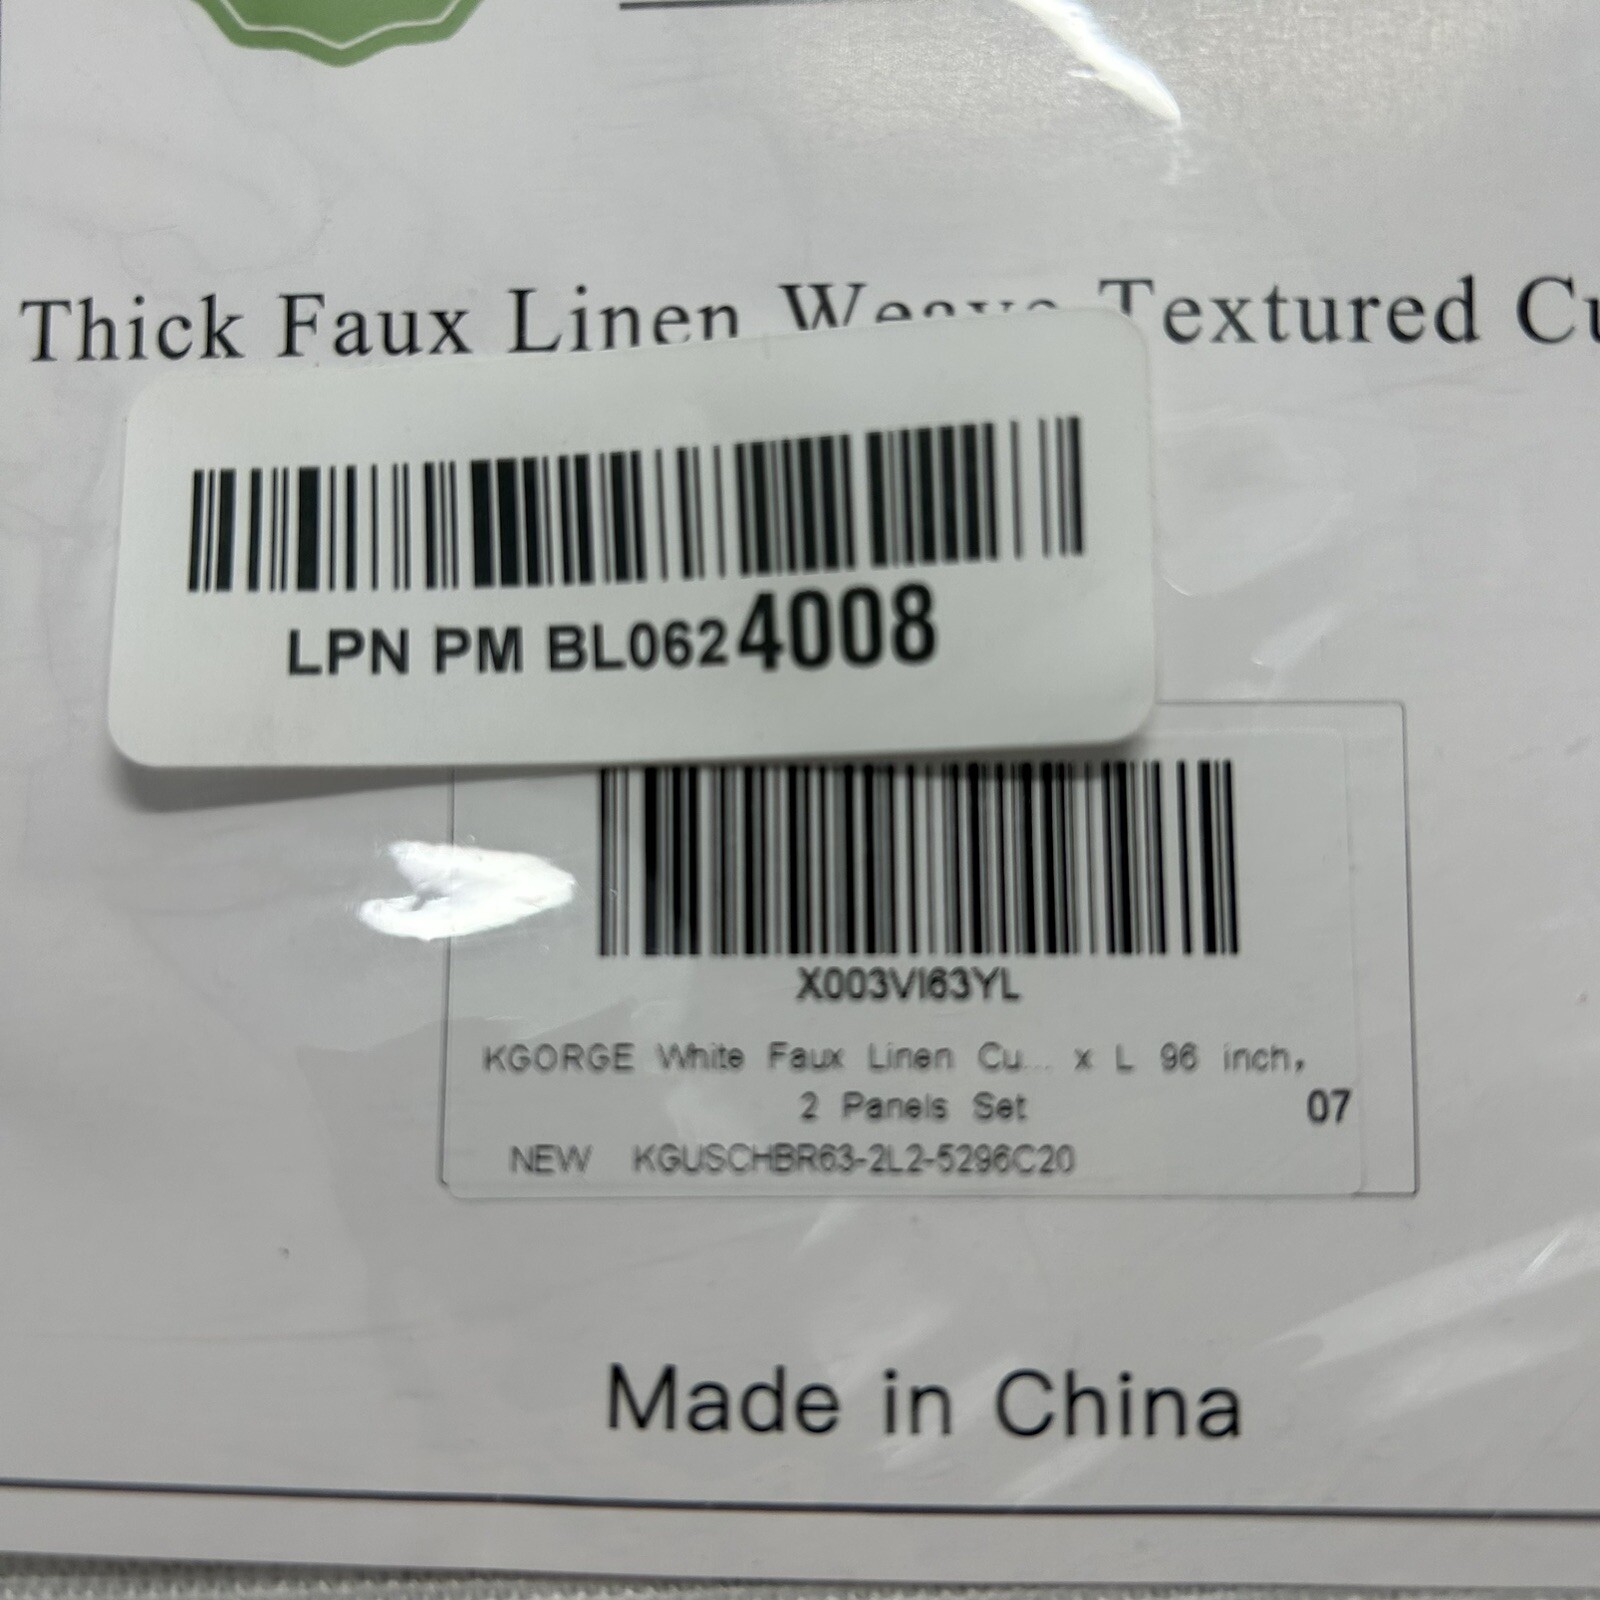 Thick Faux Linen Weave Textured Cu
LPN PM BL0624008
X003VI63YL
KGORGE White Faux Linen Cu... x L 96 inch,
2 Panels Set
07
NEW KGUSCHBR63-2L2-5296C20
Made in China